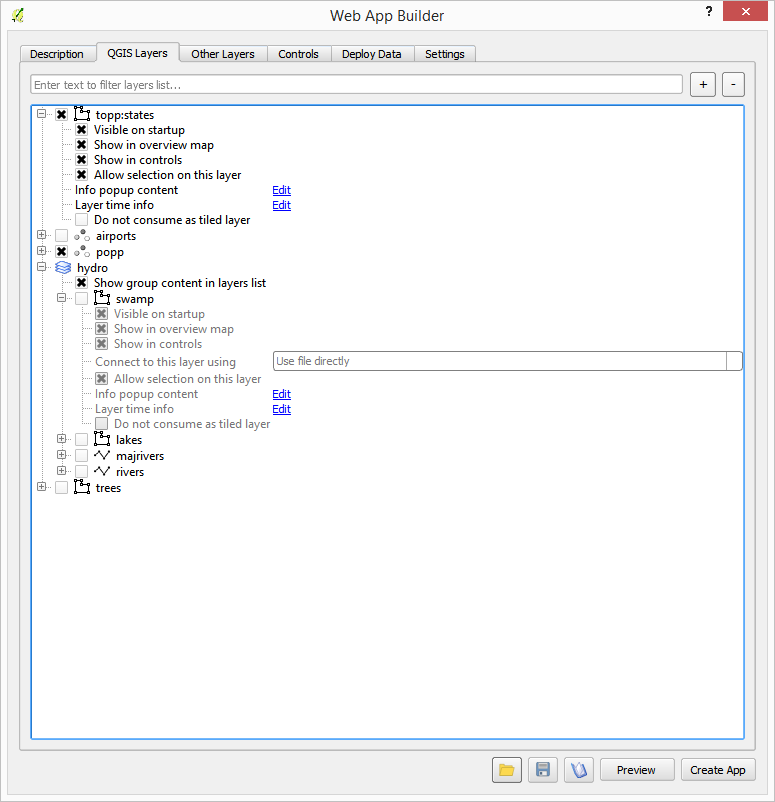 Web App Builder
?
Description QGIS Layers Other Layers Controls Deploy Data Settings
Enter text to filter layers list... + -
topp:states
Visible on startup
Show in overview map
Show in controls
Allow selection on this layer
Info popup content Edit
Layer time info Edit
Do not consume as tiled layer
airports
popp
hydro
Show group content in layers list
swamp
Visible on startup
Show in overview map
Show in controls
Connect to this layer using Use file directly
Allow selection on this layer
Info popup content Edit
Layer time info Edit
Do not consume as tiled layer
lakes
majrivers
rivers
trees
Preview Create App